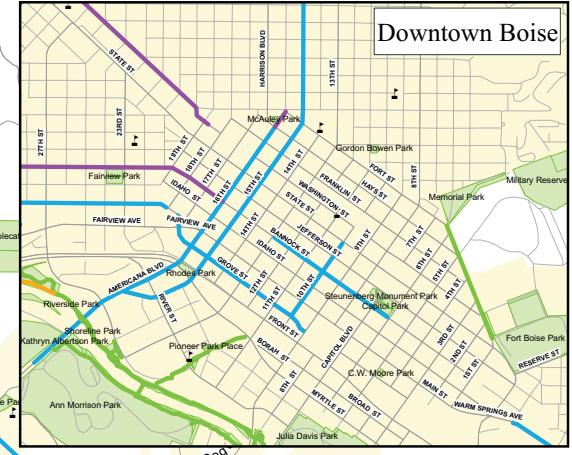 Downtown Boise
STATE ST
HARRISON BLVD
13TH ST
27TH ST
23RD ST
McAuley Park
19TH ST
18TH ST
17TH ST
16TH ST
15TH ST
14TH ST
Gordon Bowen Park
FORT ST
HAYS ST
8TH ST
Military Reserve
Fairview Park
IDAHO ST
FRANKLIN ST
WASHINGTON ST
STATE ST
Memorial Park
FAIRVIEW AVE
FAIRVIEW AVE
14TH ST
JEFFERSON ST
BANNOCK ST
IDAHO ST
9TH ST
7TH ST
6TH ST
5TH ST
4TH ST
AMERICANA BLVD
Rhodes Park
GROVE ST
12TH ST
11TH ST
10TH ST
Steunenberg Monument Park
Capitol Park
Riverside Park
RIVER ST
FRONT ST
Shoreline Park
Kathryn Albertson Park
Pioneer Park Place
BORAH ST
CAPITOL BLVD
3RD ST
2ND ST
1ST ST
Fort Boise Park
RESERVE ST
8TH ST
C.W. Moore Park
MAIN ST
Ann Morrison Park
MYRTLE ST
BROAD ST
WARM SPRINGS AVE
Julia Davis Park